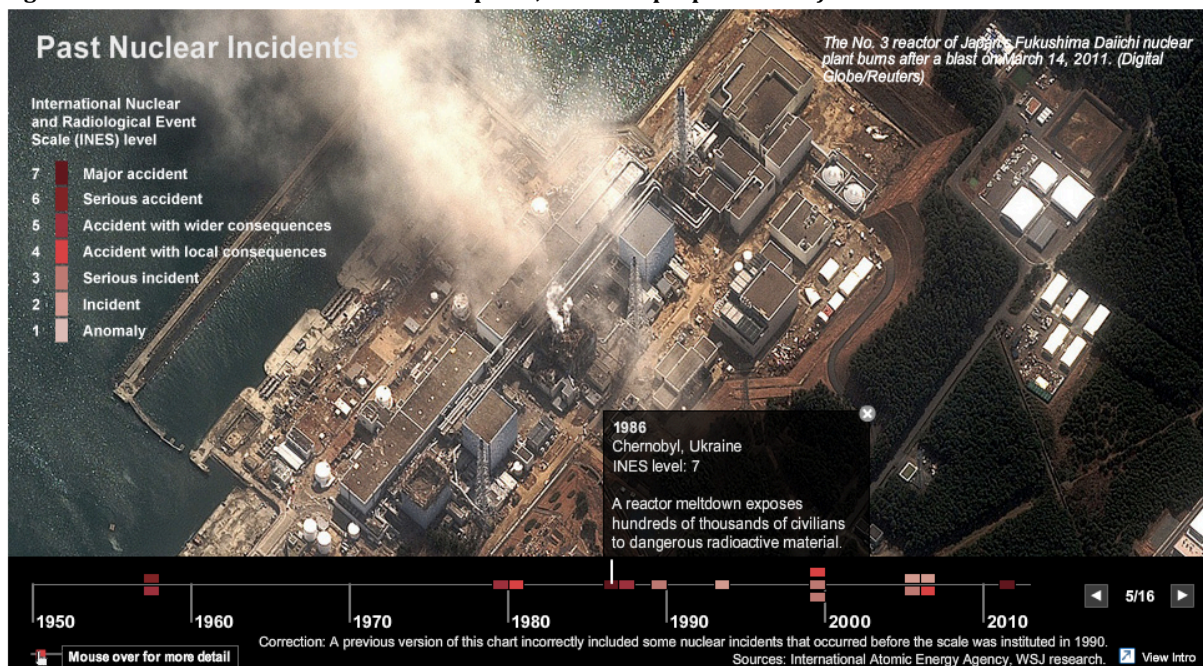 Past Nuclear Incidents
The No. 3 reactor of Japan's Fukushima Daiichi nuclear
plant burns after a blast on March 14, 2011. (Digital
Globe/Reuters)
International Nuclear
and Radiological Event
Scale (INES) level
7 Major accident
6 Serious accident
5 Accident with wider consequences
4 Accident with local consequences
3 Serious incident
2 Incident
1 Anomaly
1986
Chernobyl, Ukraine
INES level: 7
A reactor meltdown exposes
hundreds of thousands of civilians
to dangerous radioactive material.
5/16
1950 1960 1970 1980 1990 2000 2010
Correction: A previous version of this chart incorrectly included some nuclear incidents that occurred before the scale was instituted in 1990.
Mouse over for more detail
Sources: International Atomic Energy Agency, WSJ research.
View Intro